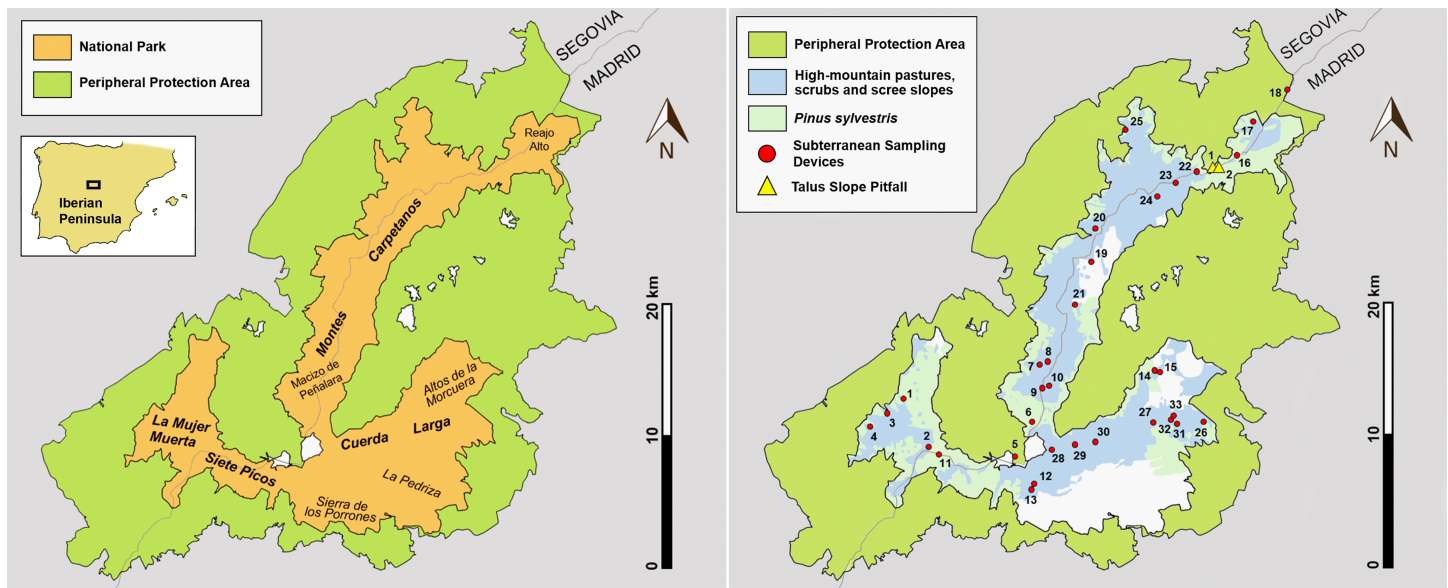 National Park
Peripheral Protection Area
SEGOVIA
MADRID
N
Iberian
Peninsula
Reajo
Alto
Carpetanos
Montes
Macizo de
Peñalara
Altos de la
Morcuera
La Mujer
Muerta
Siete Picos
Cuerda
Larga
La Pedriza
Sierra de
los Porrones
20 km
10
0
Peripheral Protection Area
High-mountain pastures,
scrubs and scree slopes
Pinus sylvestris
Subterranean Sampling
Devices
Talus Slope Pitfall
SEGOVIA
MADRID
N
18
25
17
1
16
22
2
23
24
20
19
21
8
7
10
9
14
15
1
3
4
2
11
6
5
30
29
28
12
13
33
27
32
31
26
20 km
10
0